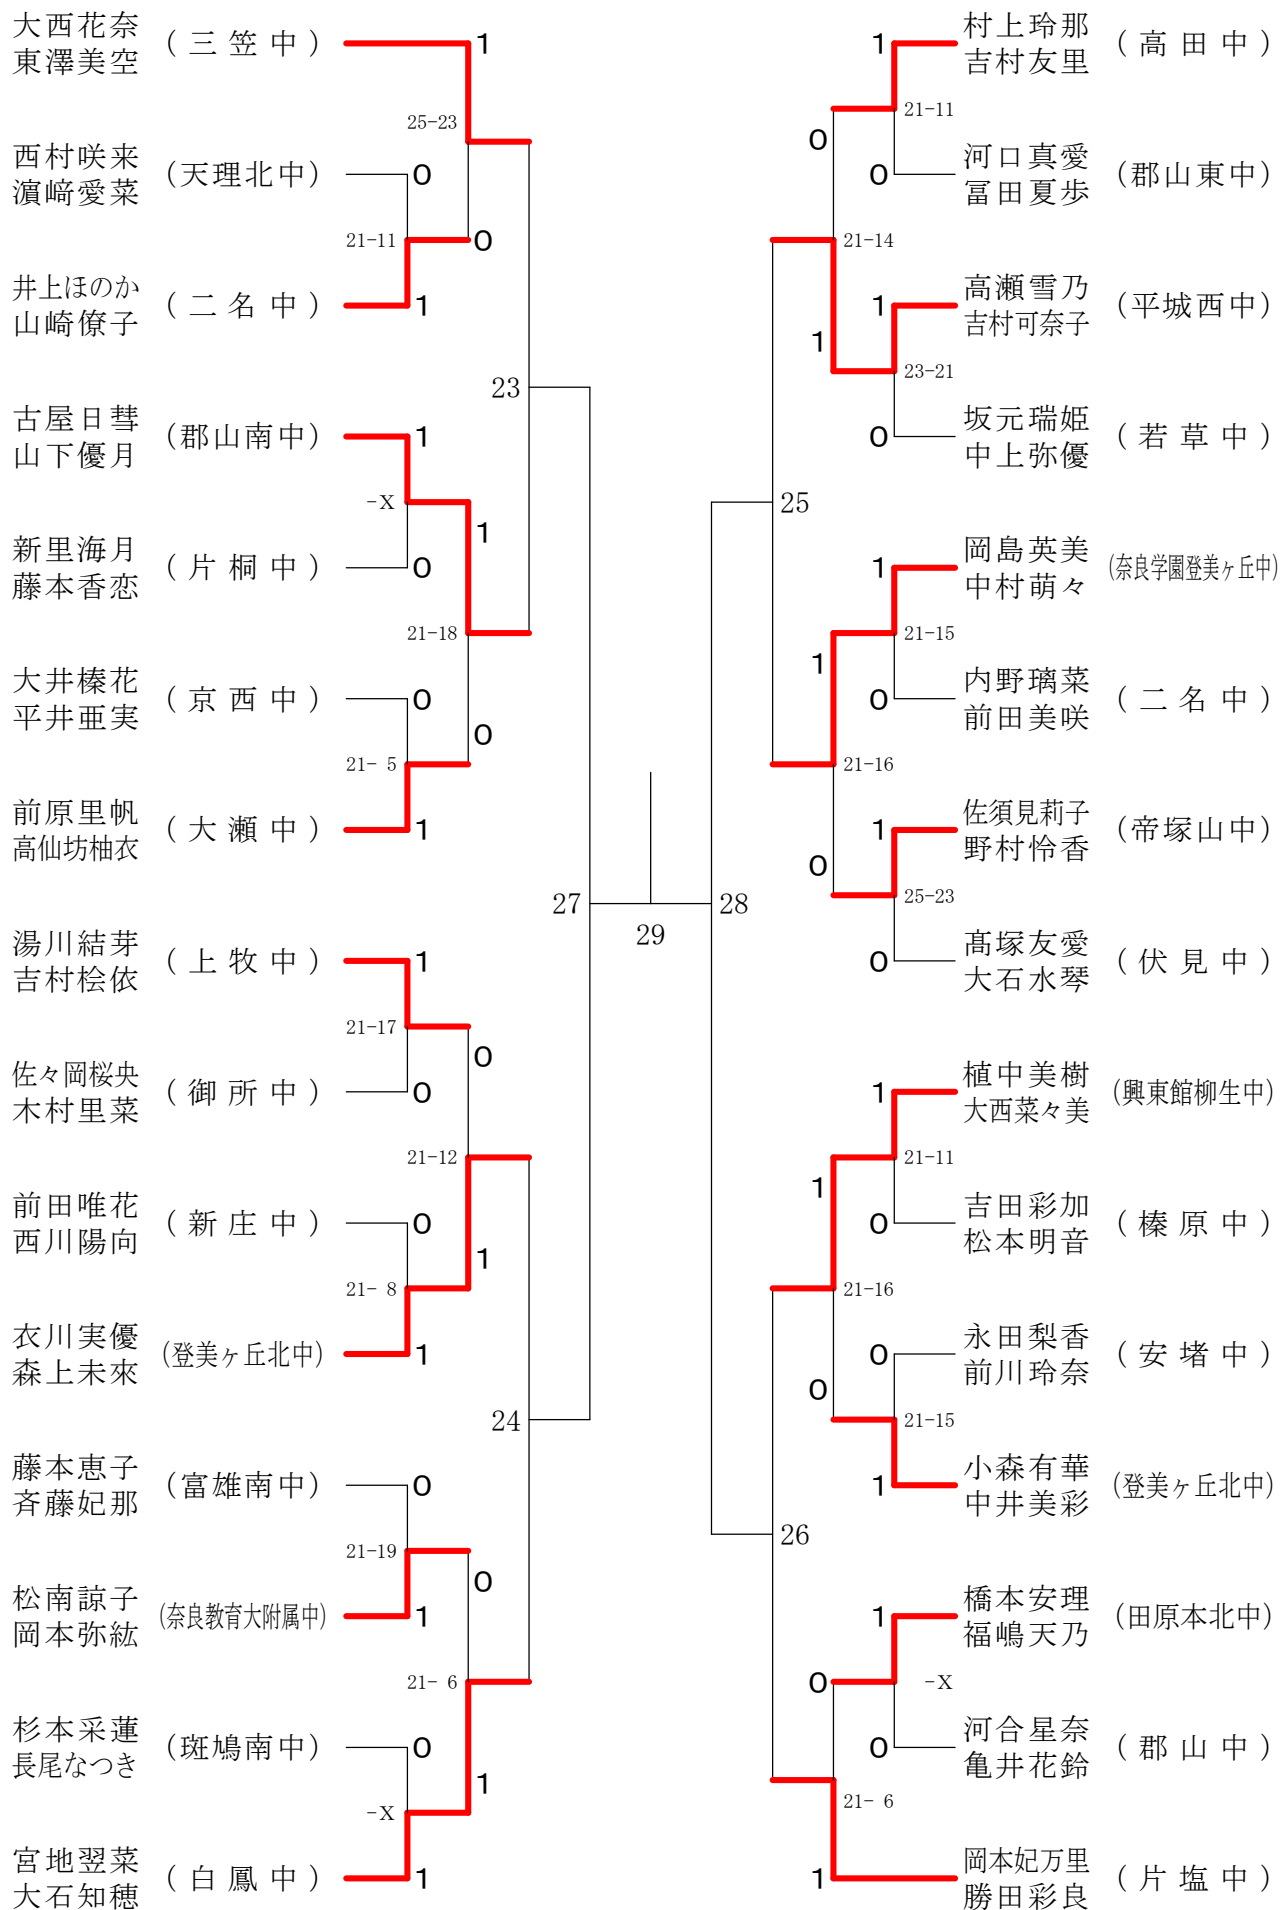 大西花奈
東澤美空
(三笠中)
1
25-23
西村咲来
濵﨑愛菜
(天理北中)
0
21-11
0
井上ほのか
山崎僚子
(二名中)
1
23
古屋日彗
山下優月
(郡山南中)
1
-X
1
新里海月
藤本香恋
(片桐中)
0
21-18
大井榛花
平井亜実
(京西中)
0
0
21- 5
前原里帆
高仙坊柚衣
(大瀬中)
1
27
湯川結芽
吉村桧依
(上牧中)
1
21-17
0
佐々岡桜央
木村里菜
(御所中)
0
21-12
前田唯花
西川陽向
(新庄中)
0
1
21- 8
衣川実優
森上未來
(登美ヶ丘北中)
1
24
藤本恵子
斉藤妃那
(富雄南中)
0
21-19
0
松南諒子
岡本弥紘
(奈良教育大附属中)
1
21- 6
杉本采蓮
長尾なつき
(斑鳩南中)
0
1
-X
宮地翌菜
大石知穂
(白鳳中)
1
29
村上玲那
吉村友里
(高田中)
1
21-11
0
河口真愛
冨田夏歩
(郡山東中)
0
21-14
高瀬雪乃
吉村可奈子
(平城西中)
1
1
23-21
坂元瑞姫
中上弥優
(若草中)
0
25
岡島英美
中村萌々
(奈良学園登美ヶ丘中)
1
21-15
1
内野璃菜
前田美咲
(二名中)
0
21-16
佐須見莉子
野村怜香
(帝塚山中)
1
0
25-23
髙塚友愛
大石水琴
(伏見中)
0
28
植中美樹
大西菜々美
(興東館柳生中)
1
21-11
1
吉田彩加
松本明音
(榛原中)
0
21-16
永田梨香
前川玲奈
(安堵中)
0
0
21-15
小森有華
中井美彩
(登美ヶ丘北中)
1
26
橋本安理
福嶋天乃
(田原本北中)
1
0
-X
河合星奈
亀井花鈴
(郡山中)
0
21- 6
岡本妃万里
勝田彩良
(片塩中)
1